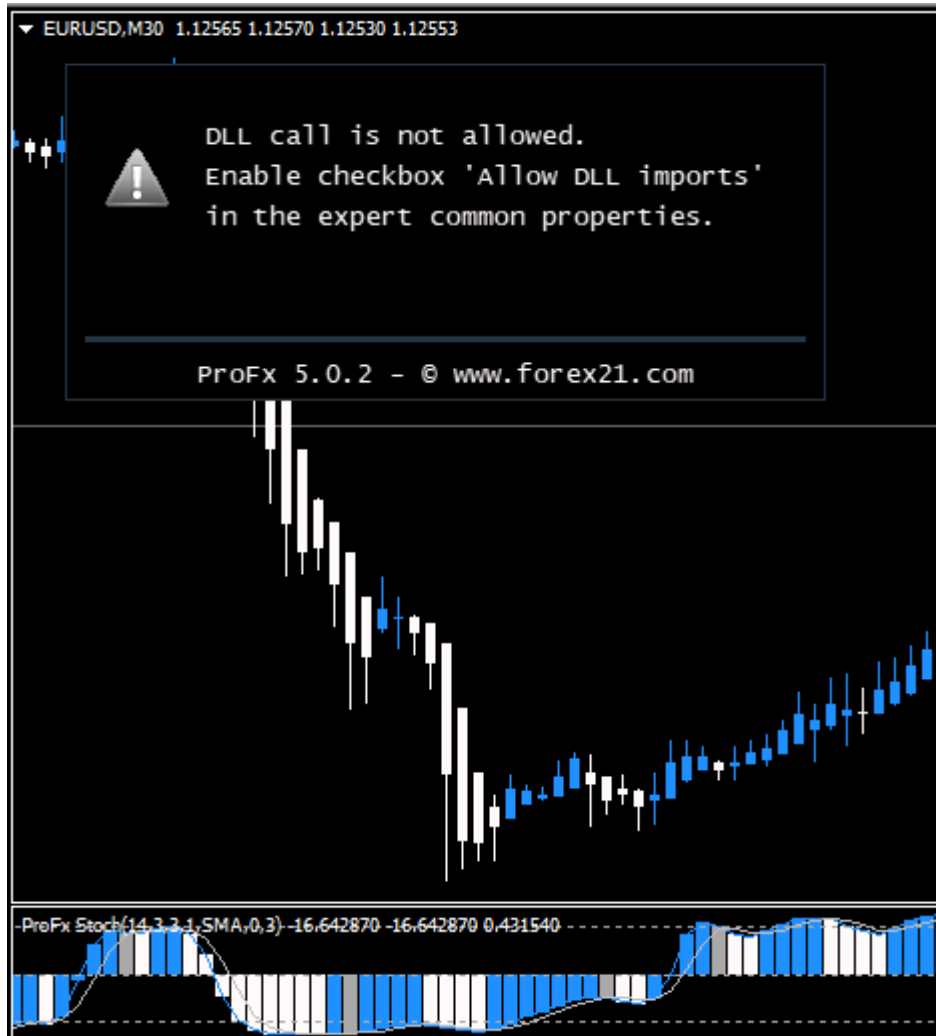 EURUSD,M30 1.12565 1.12570 1.12530 1.12553
DLL call is not allowed.
Enable checkbox 'Allow DLL imports'
in the expert common properties.
ProFx 5.0.2 - © www.forex21.com
ProFx Stoch(14,3,3,1,SMA,0,3) -16.642870 -16.642870 0.431540